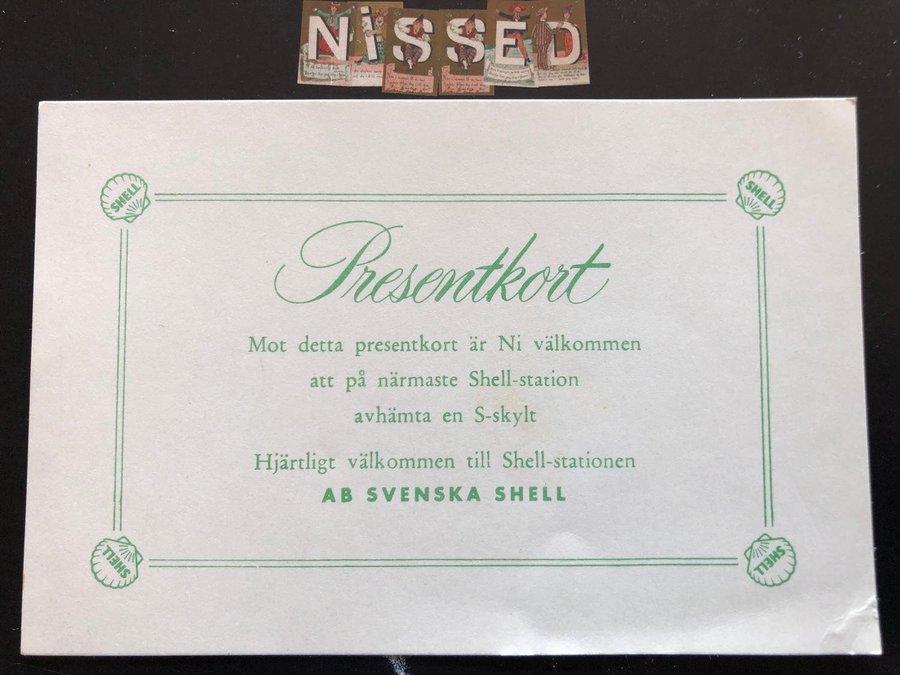 NiSSED
SHELL
SHELL
Presentkort
Mot detta presentkort är Ni välkommen
att på närmaste Shell-station
avhämta en S-skylt
Hjärtligt välkommen till Shell-stationen
AB SVENSKA SHELL
SHELL
SHELL